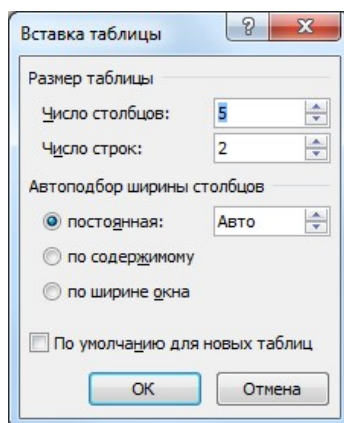 Вставка таблицы
Размер таблицы
Число столбцов: 5
Число строк: 2
Автоподбор ширины столбцов
постоянная: Авто
по содержимому
по ширине окна
По умолчанию для новых таблиц
ОК Отмена